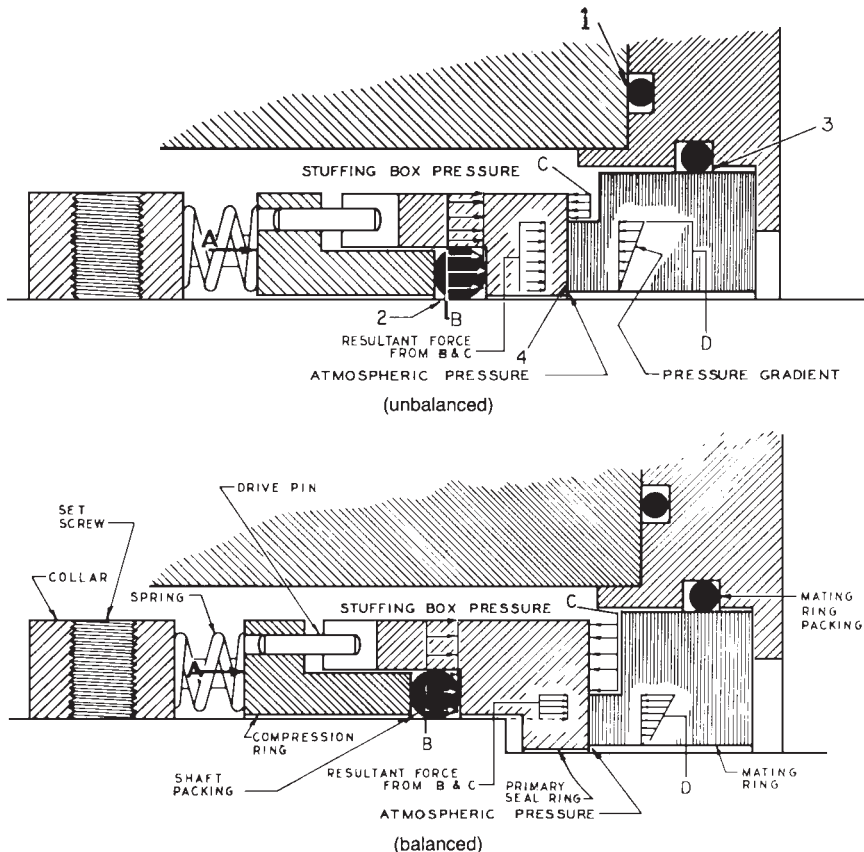 1
3
STUFFING BOX PRESSURE
C
A
2
B
RESULTANT FORCE
FROM B & C
4
D
ATMOSPHERIC PRESSURE
PRESSURE GRADIENT
(unbalanced)
DRIVE PIN
SET
SCREW
COLLAR
SPRING
STUFFING BOX PRESSURE
C
MATING
RING
PACKING
A
COMPRESSION
RING
B
SHAFT
PACKING
RESULTANT FORCE
FROM B & C
PRIMARY
SEAL RING
D
MATING
RING
ATMOSPHERIC PRESSURE
(balanced)